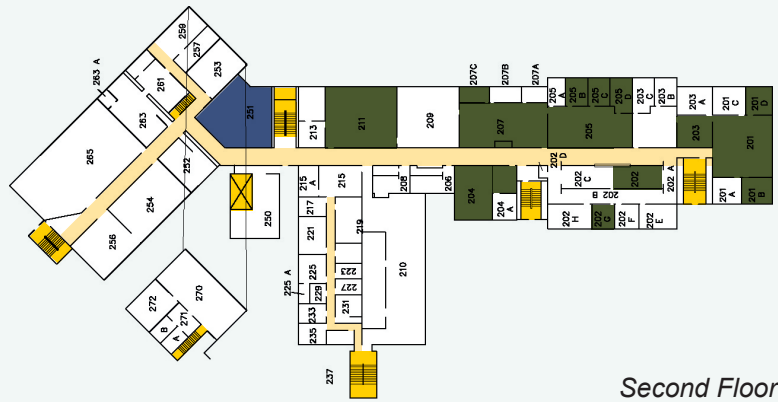 259
257
253
263 A
261
263
251
265
252
254
256
250
213
211
209
207C
207B
207A
207
205 A
205 B
205 C
205 D
205
203 C
203 B
203 A
203
201 C
201 D
201
201 A
201 B
215 A
215
217
219
221
208
206
204
204 A
202 D
202 C
202
202 A
202 B
202 H
202 G
202 F
202 E
225 A
225
223
227
229
231
233
235
210
237
272
270
271
B
A
Second Floor